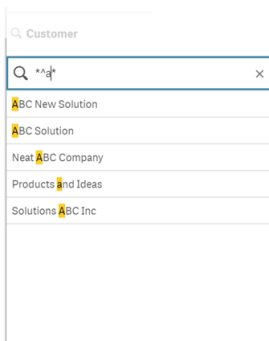 Customer
*^a*
ABC New Solution
ABC Solution
Neat ABC Company
Products and Ideas
Solutions ABC Inc